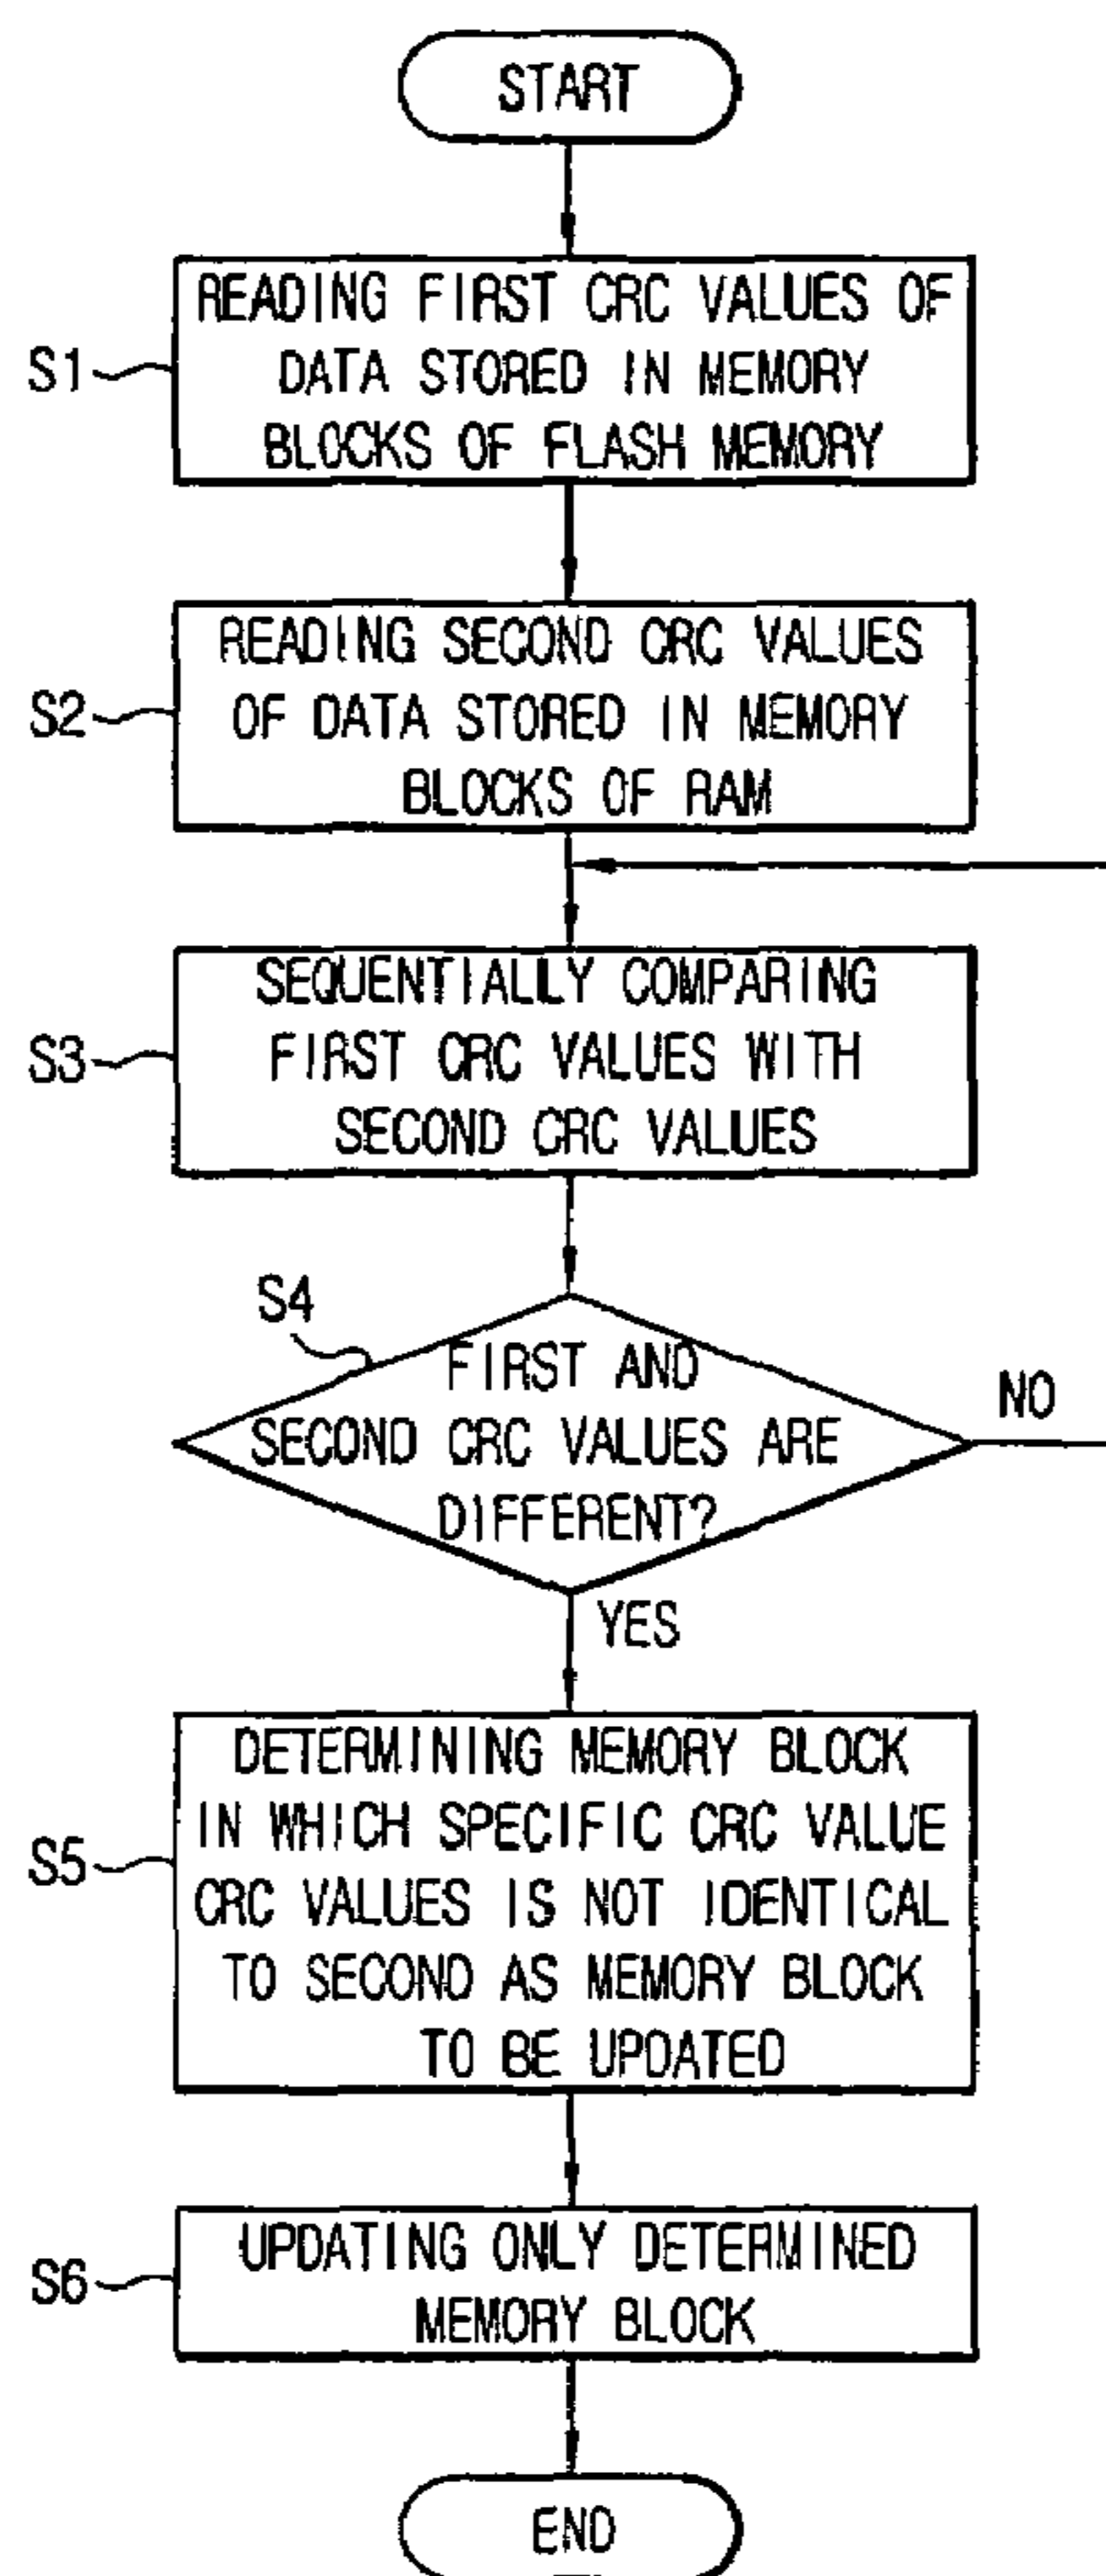 START
READING FIRST CRC VALUES OF
DATA STORED IN MEMORY
BLOCKS OF FLASH MEMORY
S1
READING SECOND CRC VALUES
OF DATA STORED IN MEMORY
BLOCKS OF RAM
S2
SEQUENTIALLY COMPARING
FIRST CRC VALUES WITH
SECOND CRC VALUES
S3
S4
FIRST AND
SECOND CRC VALUES ARE
DIFFERENT?
NO
YES
DETERMINING MEMORY BLOCK
IN WHICH SPECIFIC CRC VALUE
CRC VALUES IS NOT IDENTICAL
TO SECOND AS MEMORY BLOCK
TO BE UPDATED
S5
UPDATING ONLY DETERMINED
MEMORY BLOCK
S6
END